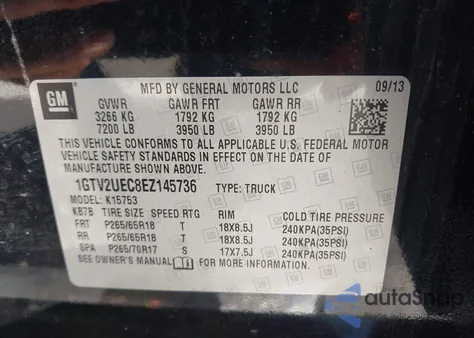 GM
MFD BY GENERAL MOTORS LLC
09/13
GVWR GAWR FRT GAWR RR
3266 KG 1792 KG 1792 KG
7200 LB 3950 LB 3950 LB
THIS VEHICLE CONFORMS TO ALL APPLICABLE U.S. FEDERAL MOTOR
VEHICLE SAFETY STANDARDS IN EFFECT ON THE DATE OF
MANUFACTURE SHOWN ABOVE.
1GTV2UEC8EZ145736 TYPE: TRUCK
MODEL: K15753
KB7B TIRE SIZE SPEED RTG RIM COLD TIRE PRESSURE
FRT P265/65R18 T 18X8.5J 240KPA(35PSI)
RR P265/65R18 T 18X8.5J 240KPA(35PSI)
SPA P265/70R17 S 17X7.5J 240KPA(35PSI)
SEE OWNER'S MANUAL FOR MORE INFORMATION.
autoSnap